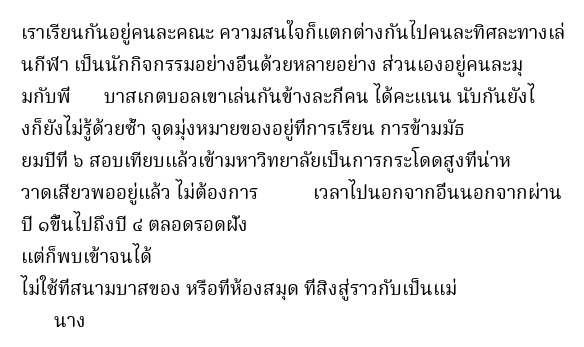 เราเรียนกันอยู่คนละคณะ ความสนใจก็แตกต่างกันไปคนละทิศละทางเล่
นกีฬา เป็นนักกิจกรรมอย่างอื่นด้วยหลายอย่าง ส่วนเองอยู่คนละมุ
มกับพี่ บาสเกตบอลเขาเล่นกันข้างละกี่คน ได้คะแนน นับกันยังไ
งก็ยังไม่รู้ด้วยซ้ำ จุดมุ่งหมายของอยู่ที่การเรียน การข้ามมัธ
ยมปีที่ ๖ สอบเทียบแล้วเข้ามหาวิทยาลัยเป็นการกระโดดสูงที่น่าห
วาดเสียวพออยู่แล้ว ไม่ต้องการ เวลาไปนอกจากอื่นนอกจากผ่าน
ปี ๑ขึ้นไปถึงปี ๔ ตลอดรอดฝั่ง
แต่ก็พบเข้าจนได้
ไม่ใช้ที่สนามบาสของ หรือที่ห้องสมุด ที่สิงสู่ราวกับเป็นแม่
นาง